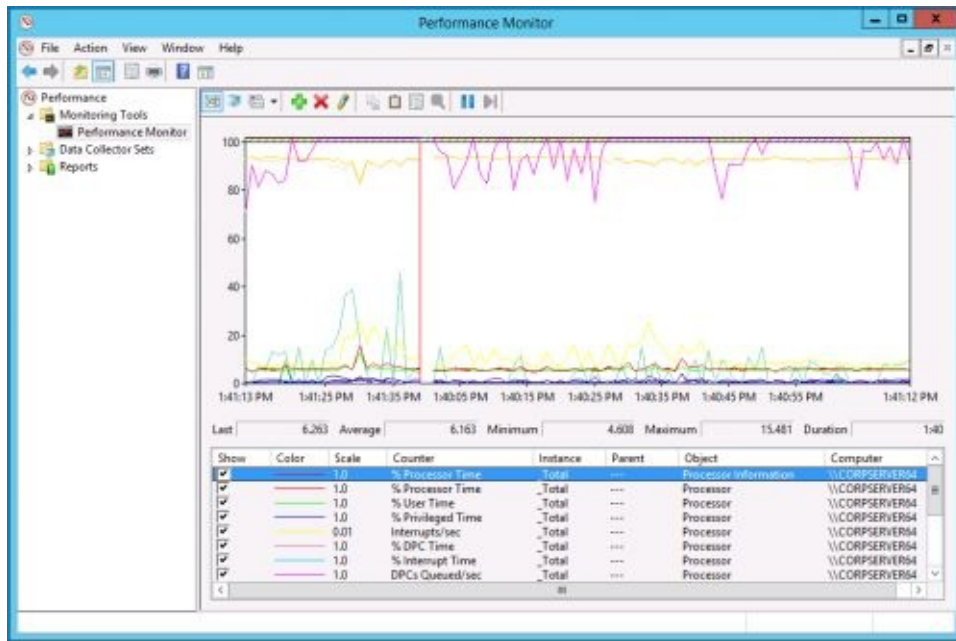 Performance Monitor
File Action View Window Help
Performance
Monitoring Tools
Performance Monitor
Data Collector Sets
Reports
100
80
60
40
20
0
1:41:13 PM 1:41:25 PM 1:41:35 PM 1:40:05 PM 1:40:15 PM 1:40:25 PM 1:40:35 PM 1:40:45 PM 1:40:55 PM 1:41:12 PM
Last 6.263 Average 6.163 Minimum 4.608 Maximum 15.481 Duration 1:40
Show Color Scale Counter Instance Parent Object Computer
1.0 % Processor Time _Total --- Processor Information \\CORPSERVER64
1.0 % Processor Time _Total --- Processor \\CORPSERVER64
1.0 % User Time _Total --- Processor \\CORPSERVER64
1.0 % Privileged Time _Total --- Processor \\CORPSERVER64
0.01 Interrupts/sec _Total --- Processor \\CORPSERVER64
1.0 % DPC Time _Total --- Processor \\CORPSERVER64
1.0 % Interrupt Time _Total --- Processor \\CORPSERVER64
1.0 DPCs Queued/sec _Total --- Processor \\CORPSERVER64